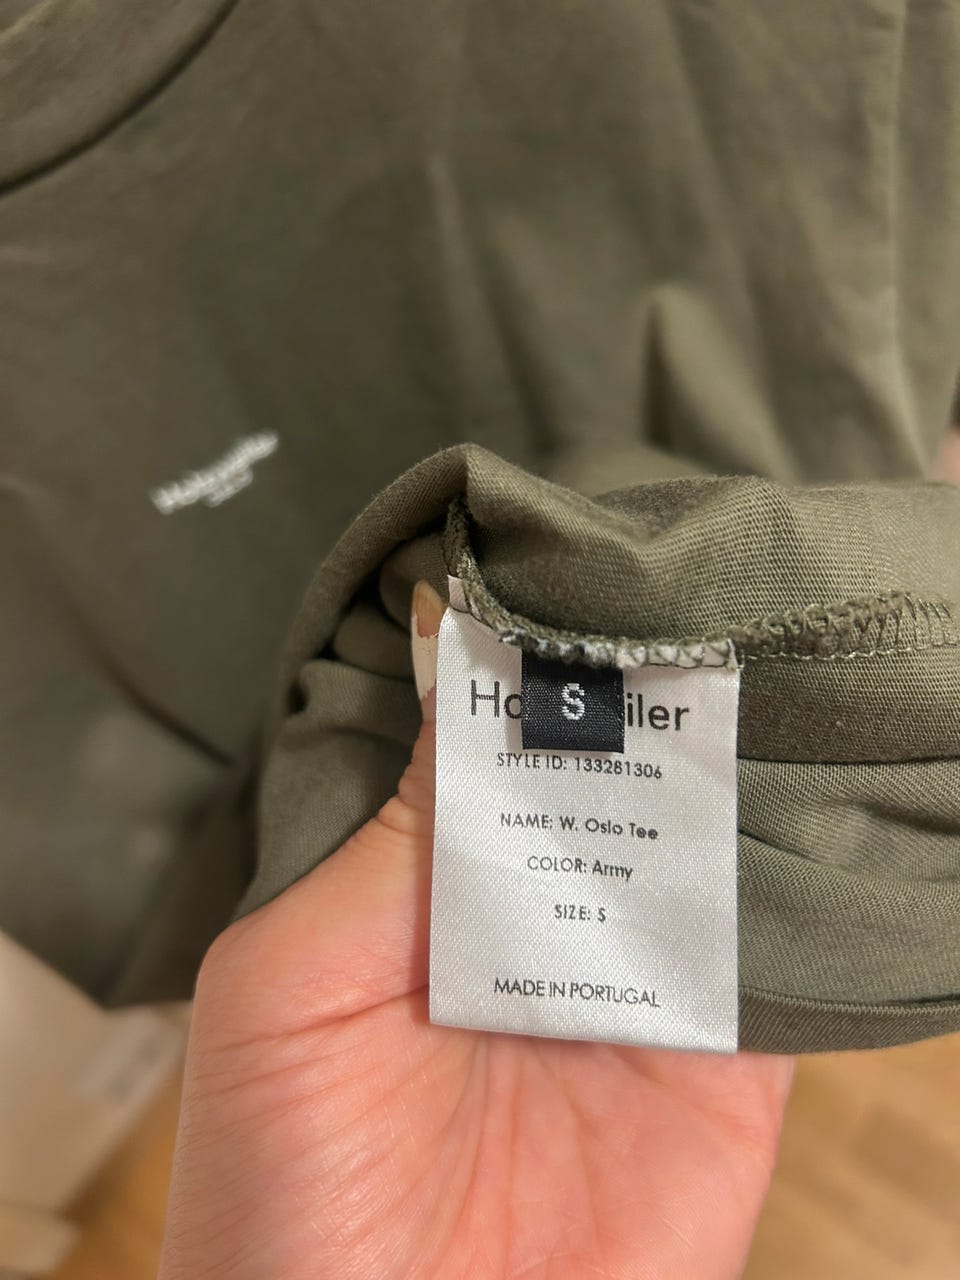 S
Ho iler
STYLE ID: 133281306
NAME: W. Oslo Tee
COLOR: Army
SIZE: S
MADE IN PORTUGAL